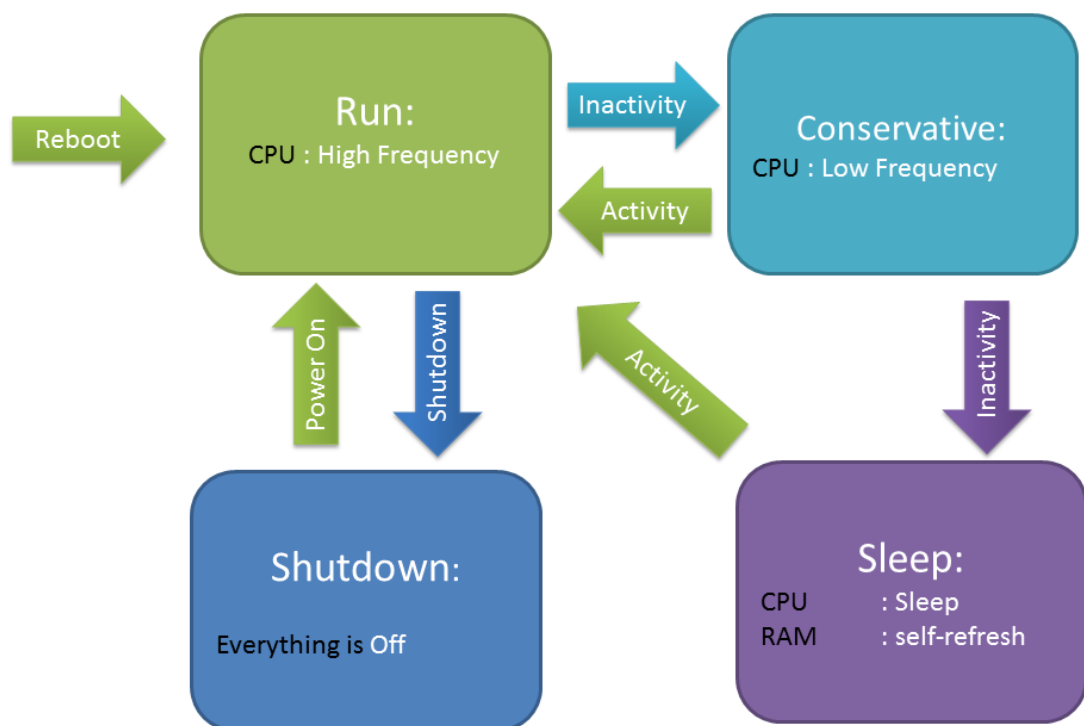 Reboot
Run:
CPU : High Frequency
Inactivity
Activity
Conservative:
CPU : Low Frequency
Power On
Shutdown
Activity
Inactivity
Shutdown:
Everything is Off
Sleep:
CPU : Sleep
RAM : self-refresh